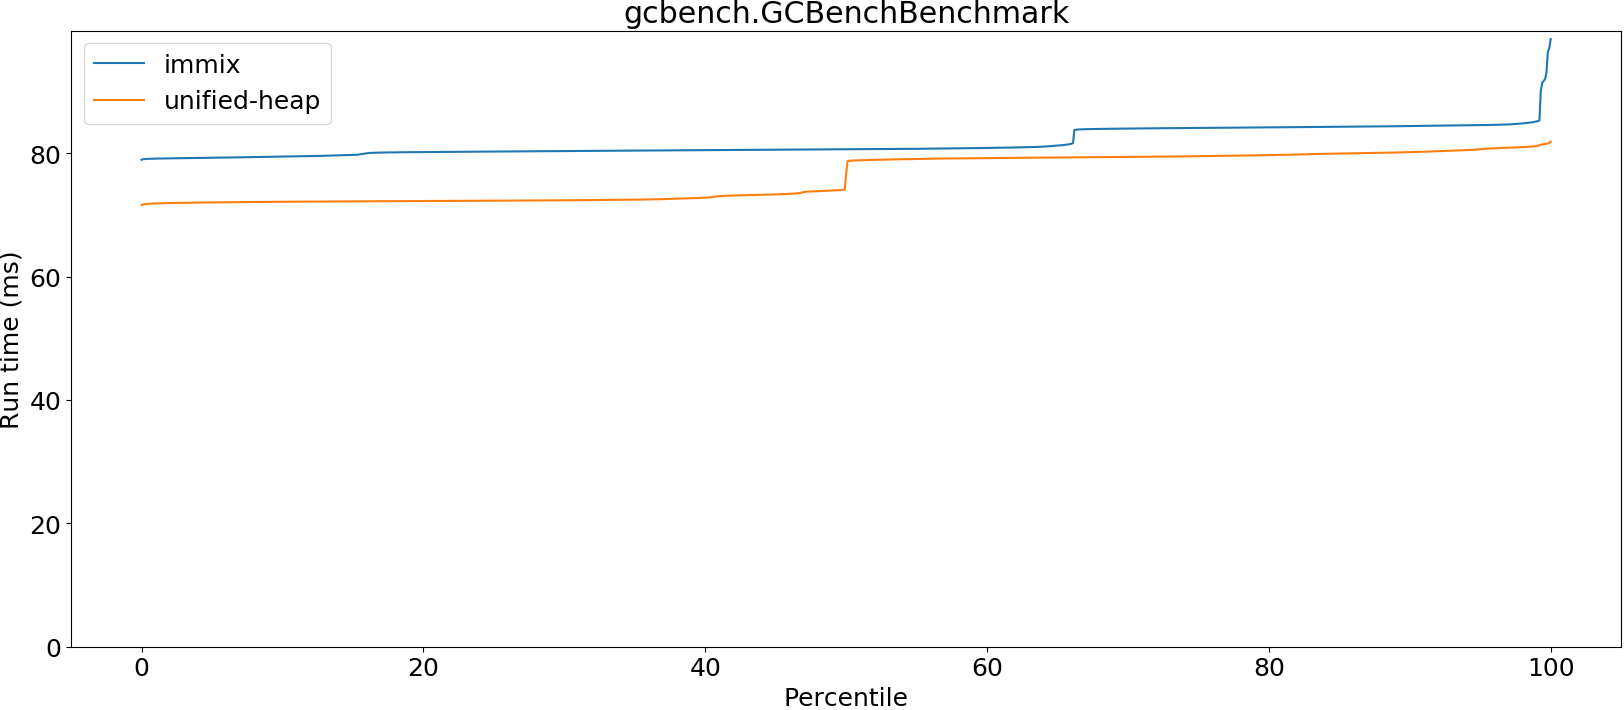 gcbench.GCBenchBenchmark
immix
unified-heap
Run time (ms)
80
60
40
20
0
0 20 40 60 80 100
Percentile